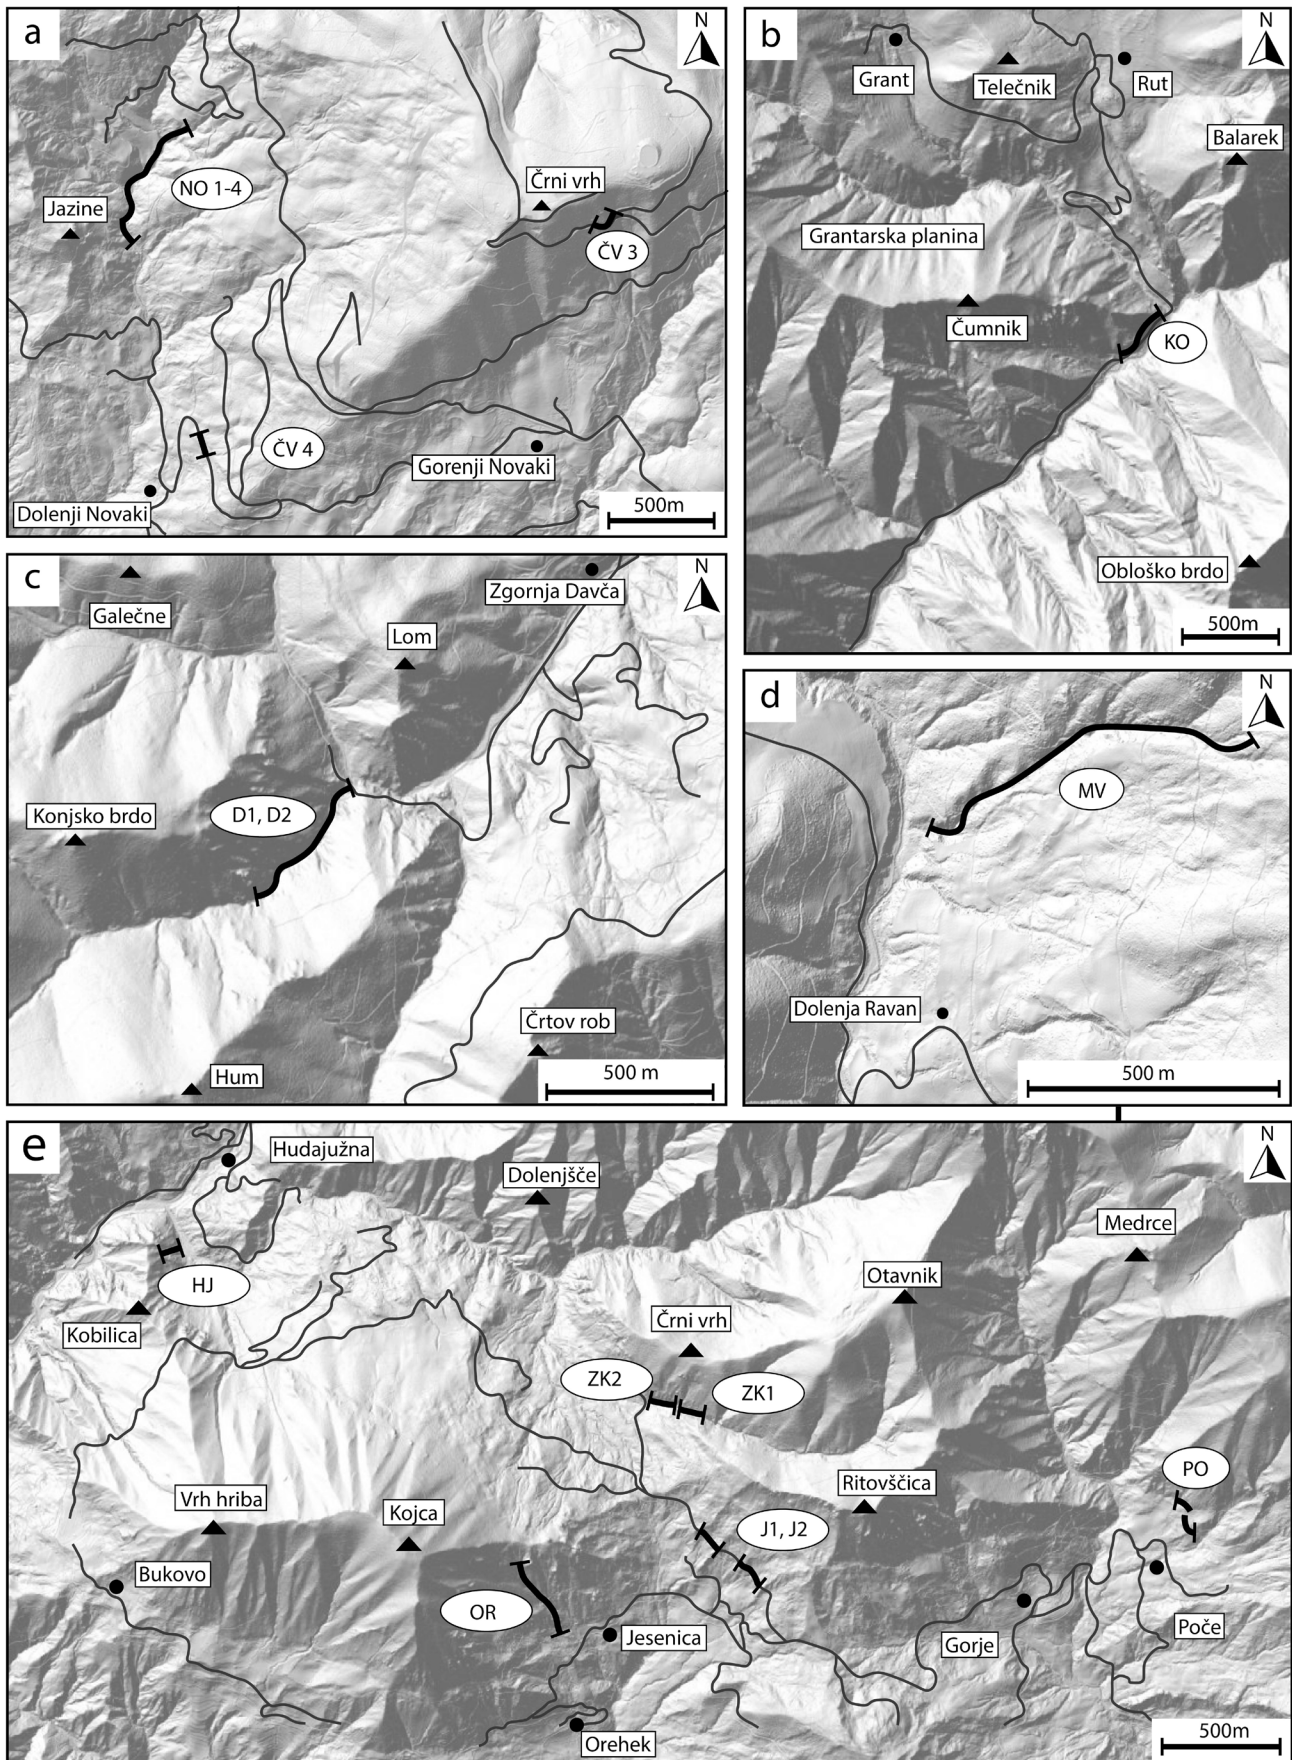 a
N
NO 1-4
Črni vrh
Jazine
ČV 3
ČV 4
Gorenji Novaki
Dolenji Novaki
500m
b
N
Grant
Telečnik
Rut
Balarek
Grantarska planina
Čumnik
KO
Obloško brdo
500m
c
N
Zgornja Davča
Galečne
Lom
Konjsko brdo
D1, D2
Črtov rob
Hum
500 m
d
N
MV
Dolenja Ravan
500 m
e
N
Hudajužna
Dolenjšče
Medrce
HJ
Otavnik
Kobilica
Črni vrh
ZK2
ZK1
PO
Vrh hriba
Kojca
Ritovščica
J1, J2
Bukovo
OR
Jesenica
Gorje
Poče
Orehek
500m